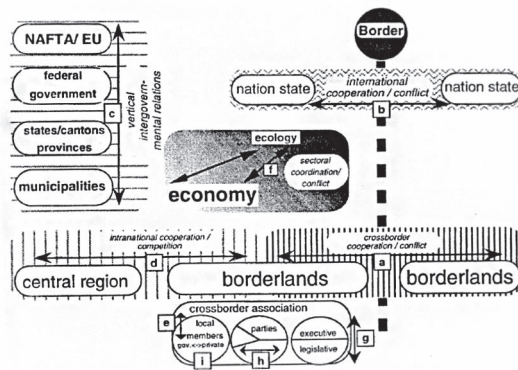 Border
NAFTA/ EU
federal
government
states/cantons
provinces
municipalities
c
vertical
intergovern-
mental relations
nation state
international
cooperation / conflict
nation state
b
ecology
f
sectoral
coordination/
conflict
economy
intranational cooperation /
competition
d
crossborder
cooperation / conflict
a
central region
borderlands
borderlands
crossborder association
e
local
members
gov.<>private
i
parties
h
executive
legislative
g